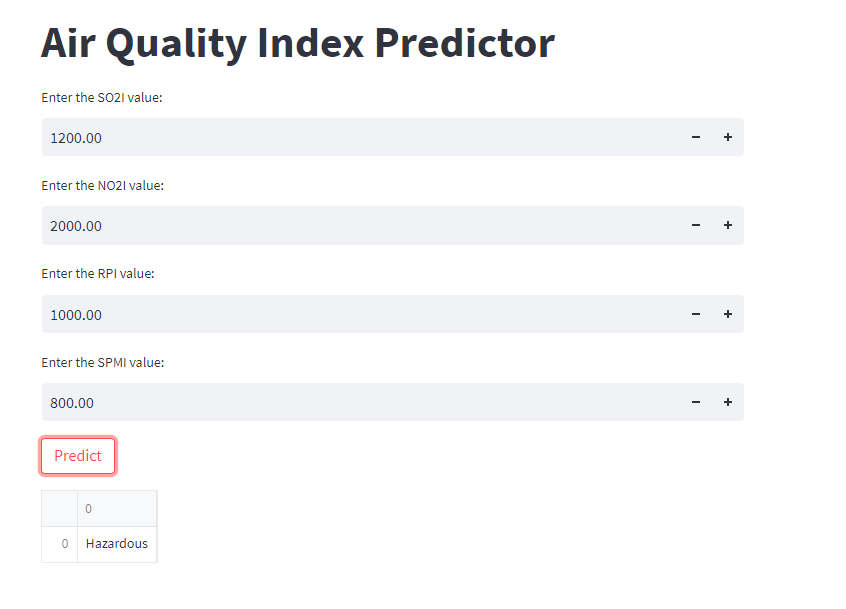 Air Quality Index Predictor
Enter the SO2I value:
1200.00
Enter the NO2I value:
2000.00
Enter the RPI value:
1000.00
Enter the SPMI value:
800.00
Predict
0
0 Hazardous